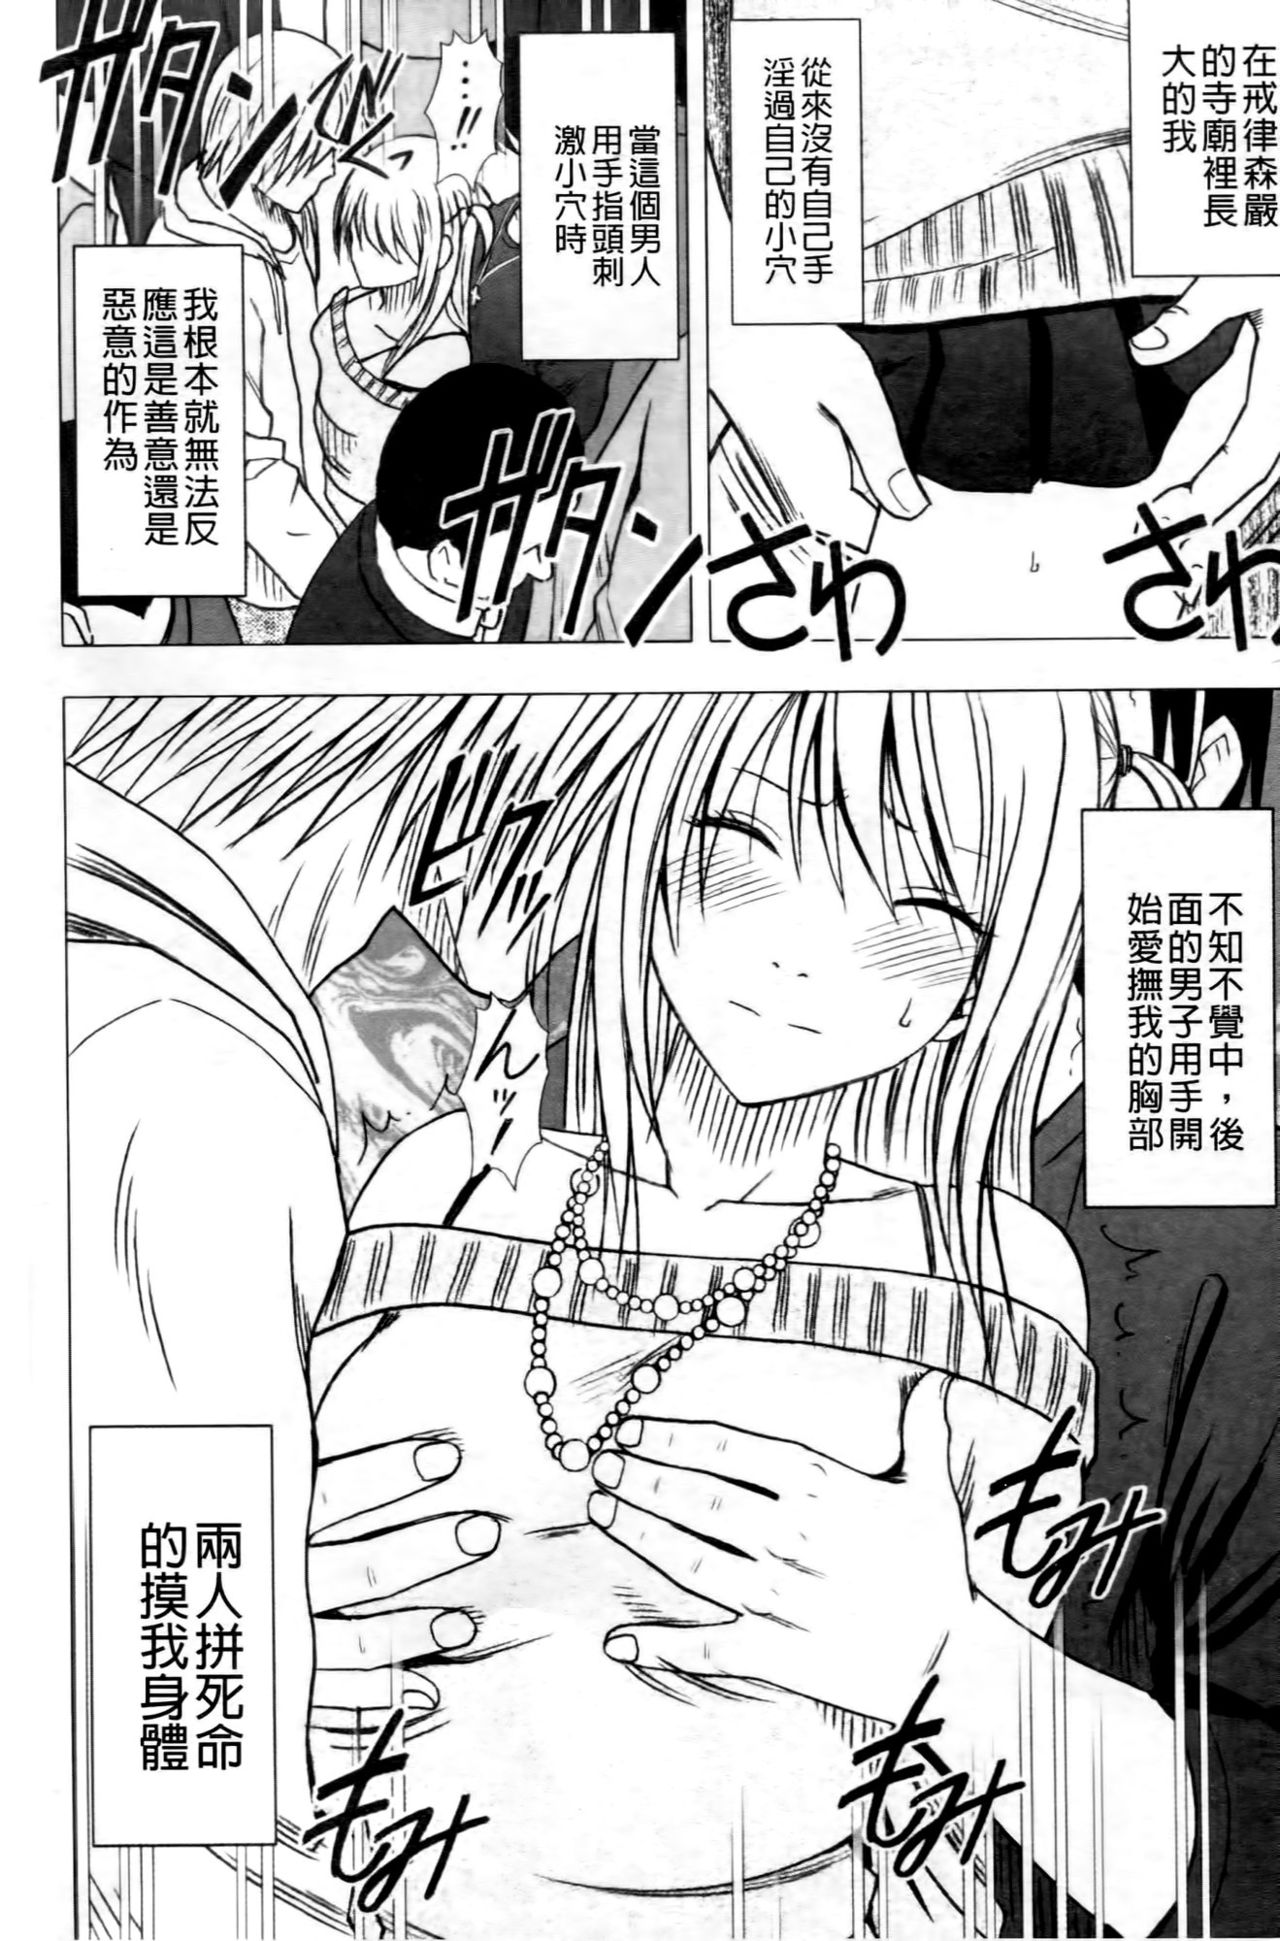 在戒律森嚴
的寺廟裡長
大的我
從來沒有自己手
淫過自己的小穴
當這個男人
用手指頭刺
激小穴時
…!!
我根本就無法反
應這是善意還是
惡意的作為
ガタンッ
ガタン
さわ
さわ
不知不覺中，後
面的男子用手開
始愛撫我的胸部
ビクッ
んっ
兩人拼死命
的摸我身體
もみ
もみ
もみ